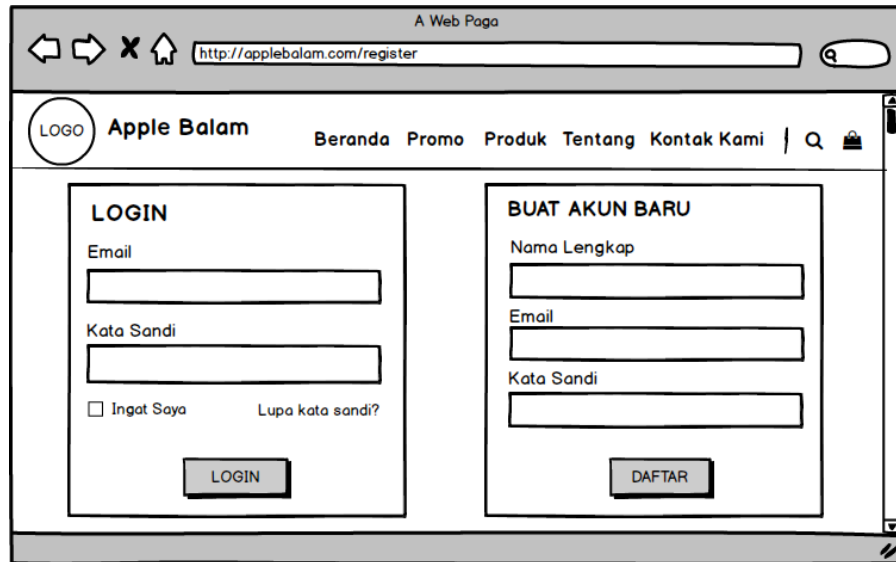 A Web Paga
http://applebalam.com/register
LOGO
Apple Balam
Beranda Promo Produk Tentang Kontak Kami
LOGIN
Email
Kata Sandi
Ingat Saya
Lupa kata sandi?
LOGIN
BUAT AKUN BARU
Nama Lengkap
Email
Kata Sandi
DAFTAR